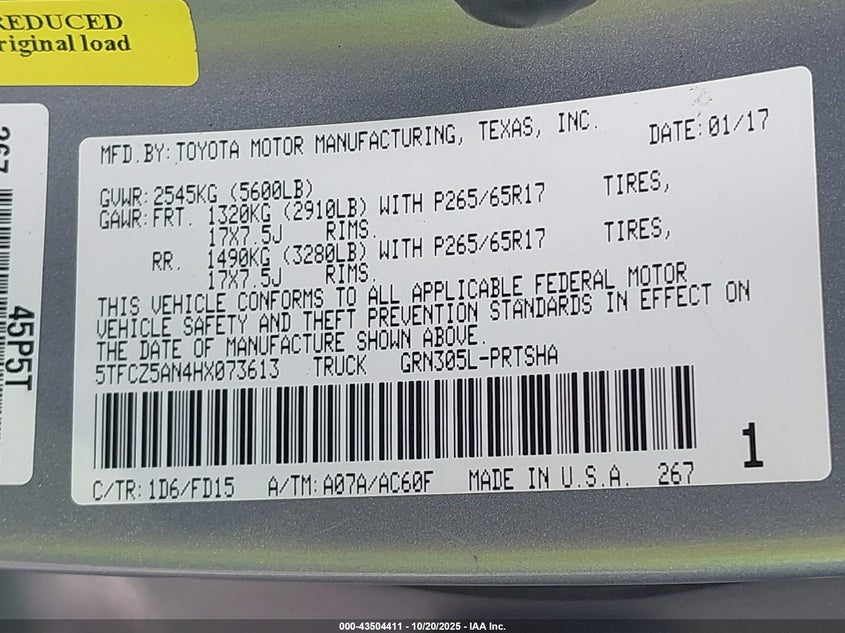 REDUCED
riginal load
267
45P5T
MFD.BY:TOYOTA MOTOR MANUFACTURING, TEXAS, INC. DATE:01/17
GVWR:2545KG (5600LB)
GAWR:FRT. 1320KG (2910LB) WITH P265/65R17 TIRES,
17X7.5J RIMS.
RR. 1490KG (3280LB) WITH P265/65R17 TIRES,
17X7.5J RIMS.
THIS VEHICLE CONFORMS TO ALL APPLICABLE FEDERAL MOTOR
VEHICLE SAFETY AND THEFT PREVENTION STANDARDS IN EFFECT ON
THE DATE OF MANUFACTURE SHOWN ABOVE.
5TFCZ5AN4HX073613 TRUCK GRN305L-PRTSHA
1
C/TR:1D6/FD15 A/TM:A07A/AC60F MADE IN U.S.A. 267
000-43504411 - 10/20/2025 - IAA Inc.